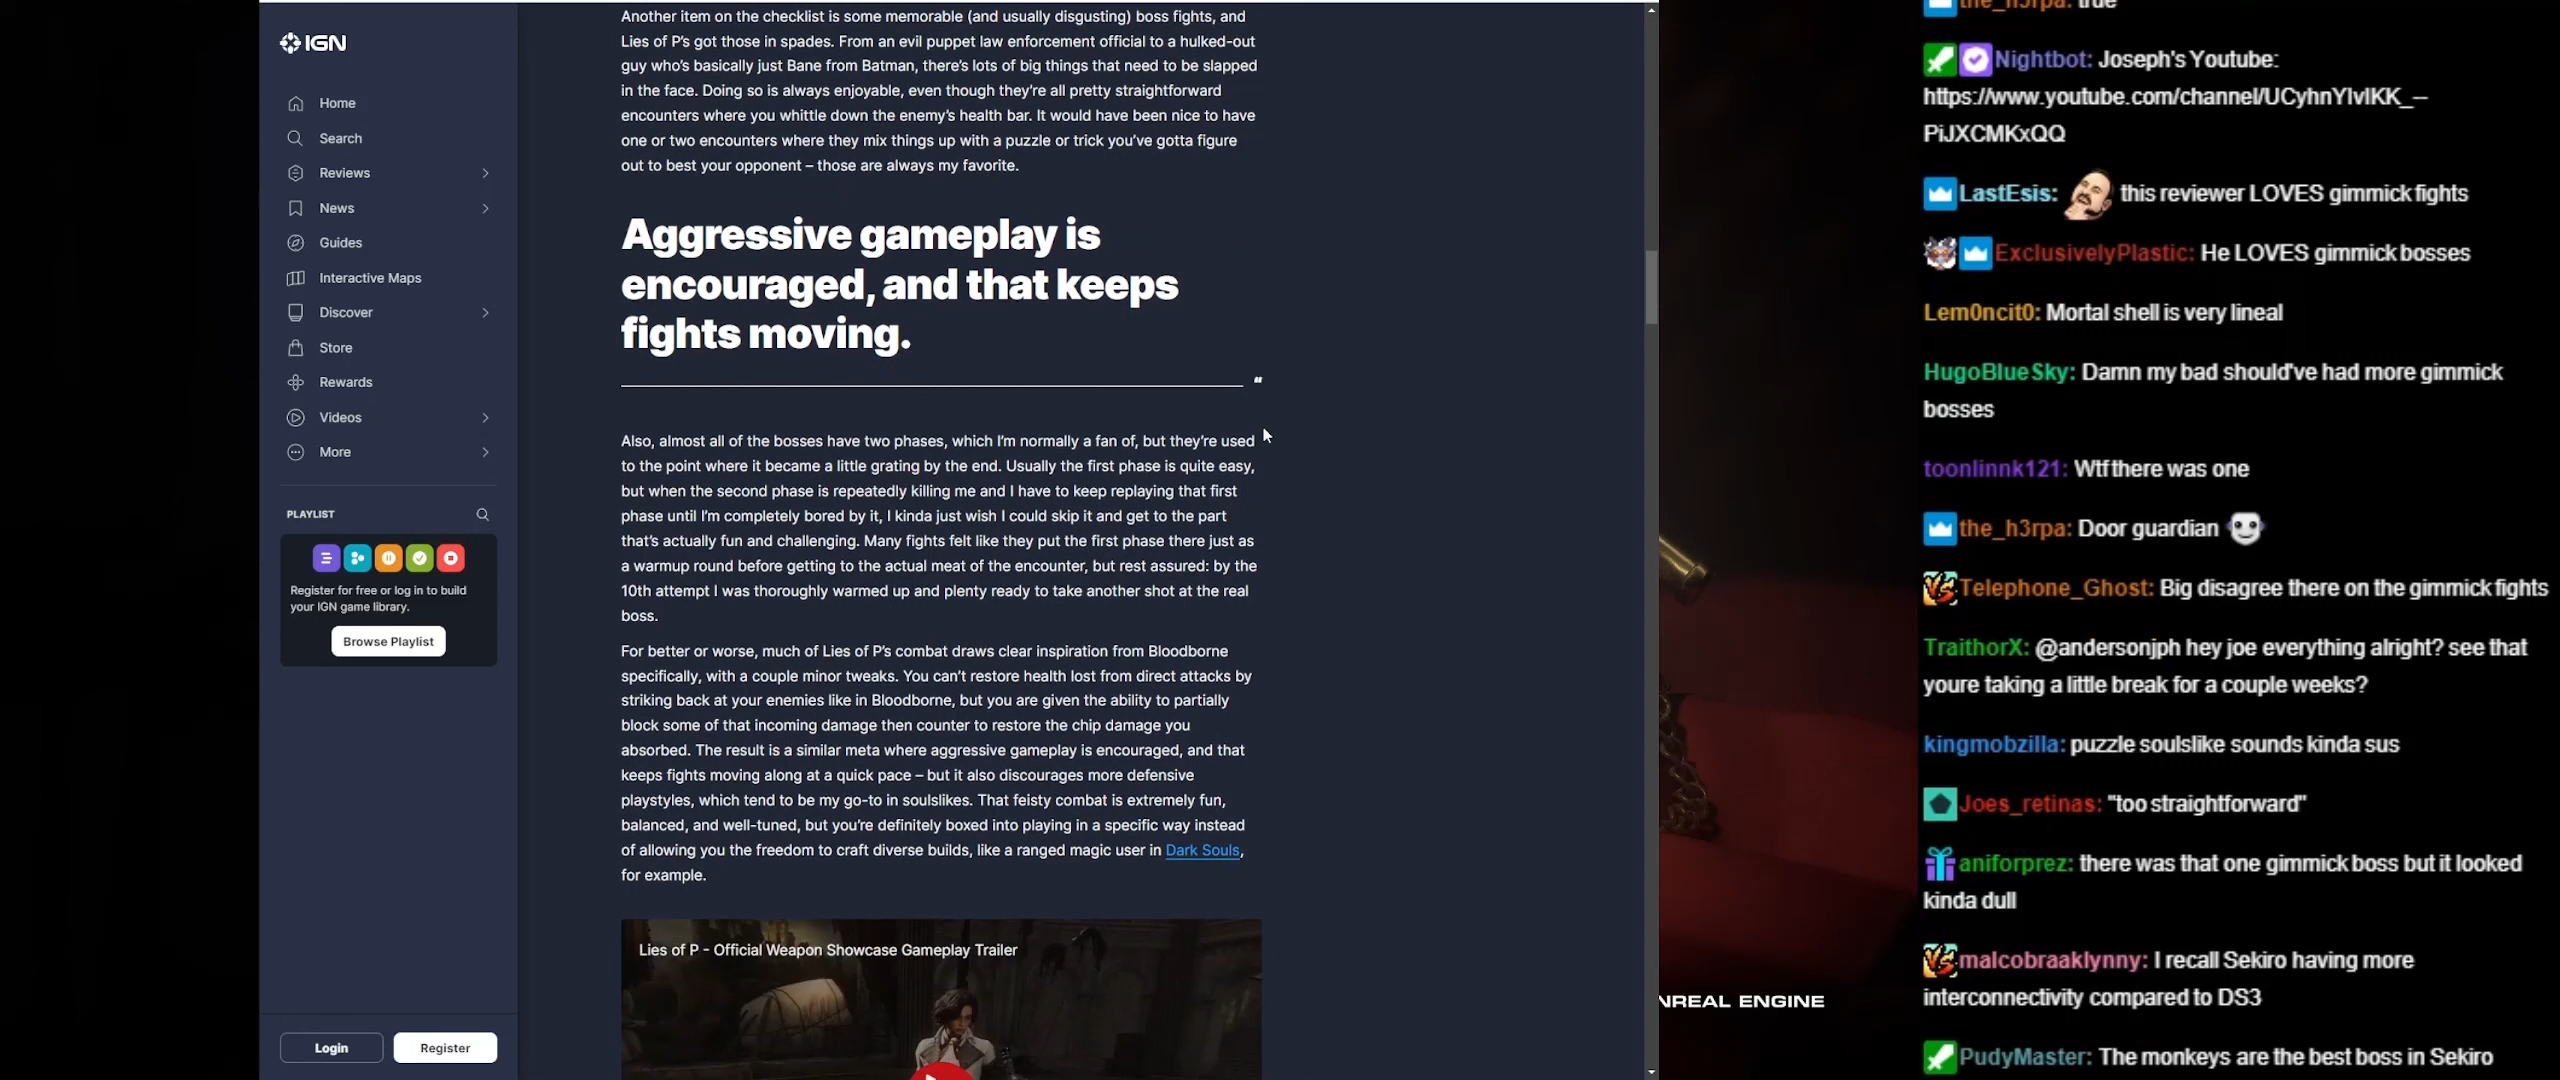 IGN
Home
Search
Reviews
News
Guides
Interactive Maps
Discover
Store
Rewards
Videos
More
PLAYLIST
Register for free or log in to build
your IGN game library.
Browse Playlist
Login
Register
Another item on the checklist is some memorable (and usually disgusting) boss fights, and
Lies of P's got those in spades. From an evil puppet law enforcement official to a hulked-out
guy who's basically just Bane from Batman, there's lots of big things that need to be slapped
in the face. Doing so is always enjoyable, even though they're all pretty straightforward
encounters where you whittle down the enemy's health bar. It would have been nice to have
one or two encounters where they mix things up with a puzzle or trick you've gotta figure
out to best your opponent – those are always my favorite.
Aggressive gameplay is
encouraged, and that keeps
fights moving.
"
Also, almost all of the bosses have two phases, which I'm normally a fan of, but they're used
to the point where it became a little grating by the end. Usually the first phase is quite easy,
but when the second phase is repeatedly killing me and I have to keep replaying that first
phase until I'm completely bored by it, I kinda just wish I could skip it and get to the part
that's actually fun and challenging. Many fights felt like they put the first phase there just as
a warmup round before getting to the actual meat of the encounter, but rest assured: by the
10th attempt I was thoroughly warmed up and plenty ready to take another shot at the real
boss.
For better or worse, much of Lies of P's combat draws clear inspiration from Bloodborne
specifically, with a couple minor tweaks. You can't restore health lost from direct attacks by
striking back at your enemies like in Bloodborne, but you are given the ability to partially
block some of that incoming damage then counter to restore the chip damage you
absorbed. The result is a similar meta where aggressive gameplay is encouraged, and that
keeps fights moving along at a quick pace – but it also discourages more defensive
playstyles, which tend to be my go-to in soulslikes. That feisty combat is extremely fun,
balanced, and well-tuned, but you're definitely boxed into playing in a specific way instead
of allowing you the freedom to craft diverse builds, like a ranged magic user in Dark Souls,
for example.
Lies of P - Official Weapon Showcase Gameplay Trailer
NREAL ENGINE
the_h3rpa: true
Nightbot: Joseph's Youtube:
https://www.youtube.com/channel/UCyhnYlvIKK_--
PiJXCMKxQQ
LastEsis: this reviewer LOVES gimmick fights
ExclusivelyPlastic: He LOVES gimmick bosses
Lem0ncit0: Mortal shell is very lineal
HugoBlueSky: Damn my bad should've had more gimmick
bosses
toonlinnk121: Wtf there was one
the_h3rpa: Door guardian
Telephone_Ghost: Big disagree there on the gimmick fights
TraithorX: @andersonjph hey joe everything alright? see that
youre taking a little break for a couple weeks?
kingmobzilla: puzzle soulslike sounds kinda sus
Joes_retinas: "too straightforward"
aniforprez: there was that one gimmick boss but it looked
kinda dull
malcobraaklynny: I recall Sekiro having more
interconnectivity compared to DS3
PudyMaster: The monkeys are the best boss in Sekiro